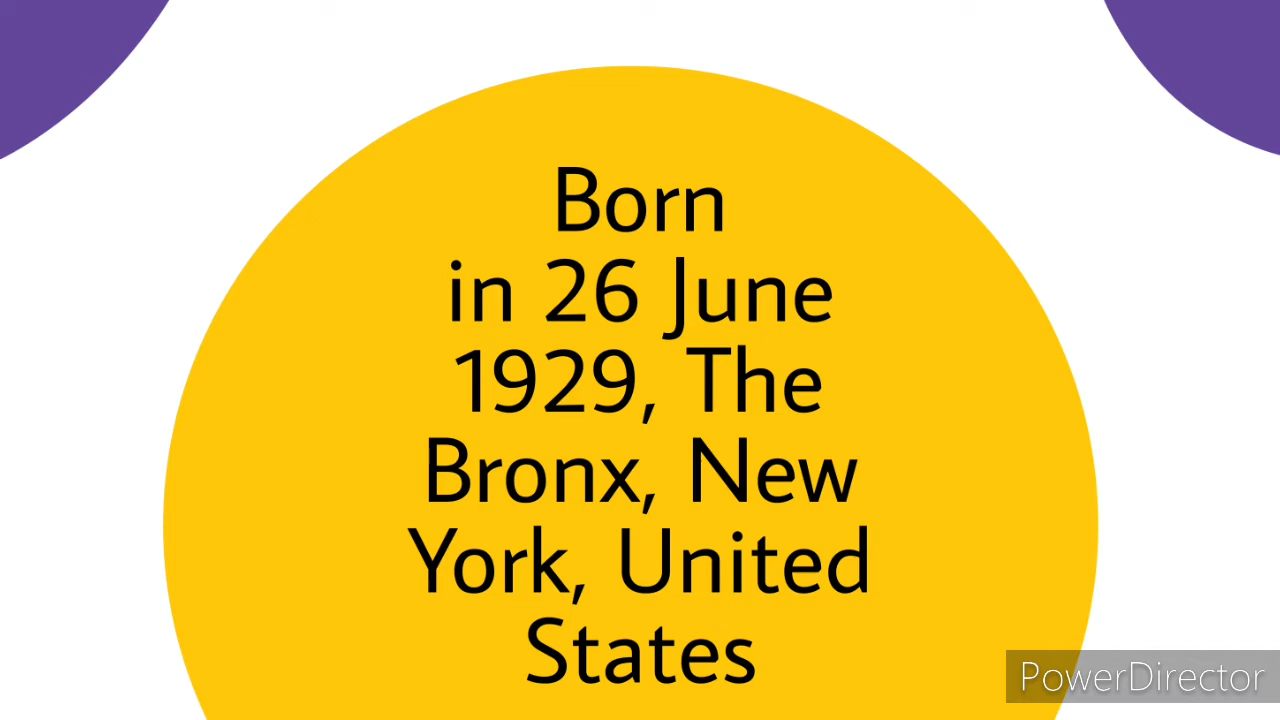 Born
in 26 June
1929, The
Bronx, New
York, United
States
PowerDirector